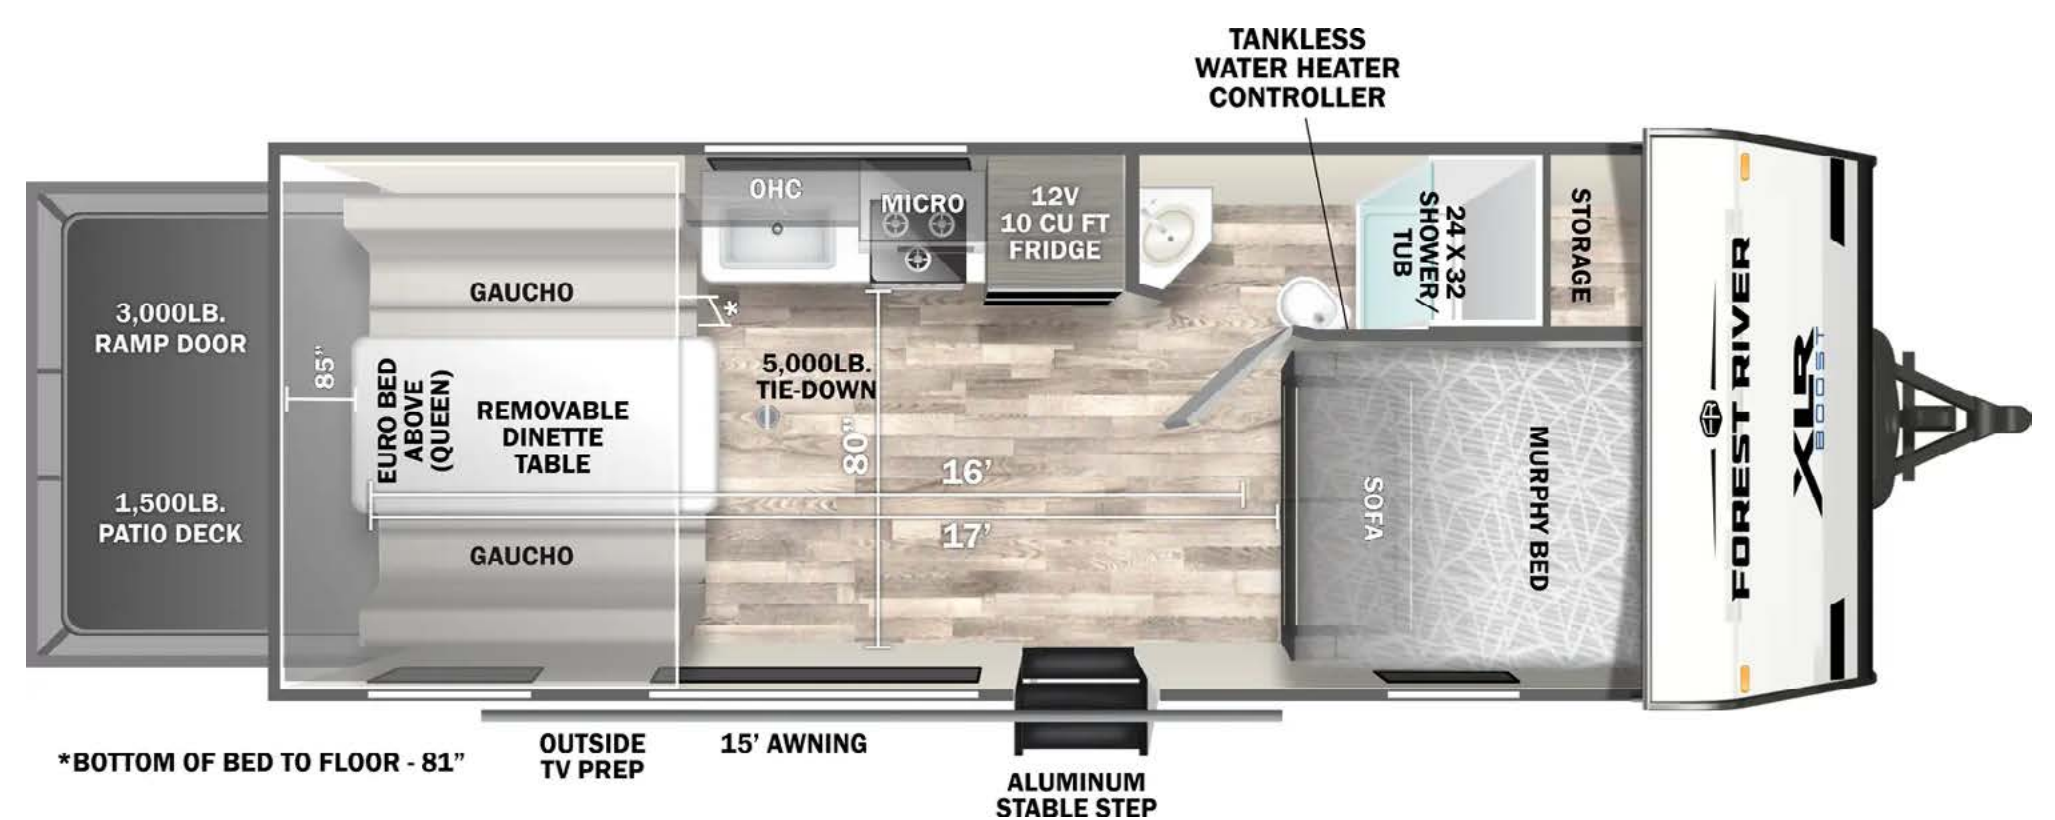 TANKLESS
WATER HEATER
CONTROLLER
3,000LB.
RAMP DOOR
1,500LB.
PATIO DECK
85”
EURO BED
ABOVE
(QUEEN)
GAUCHO
*
REMOVABLE
DINETTE
TABLE
GAUCHO
OHC
MICRO
12V
10 CU FT
FRIDGE
5,000LB.
TIE-DOWN
80”
16’
17’
24 X 32
SHOWER/
TUB
STORAGE
SOFA
MURPHY BED
FR
FOREST RIVER
XLR
BOOST
*BOTTOM OF BED TO FLOOR - 81”
OUTSIDE
TV PREP
15’ AWNING
ALUMINUM
STABLE STEP